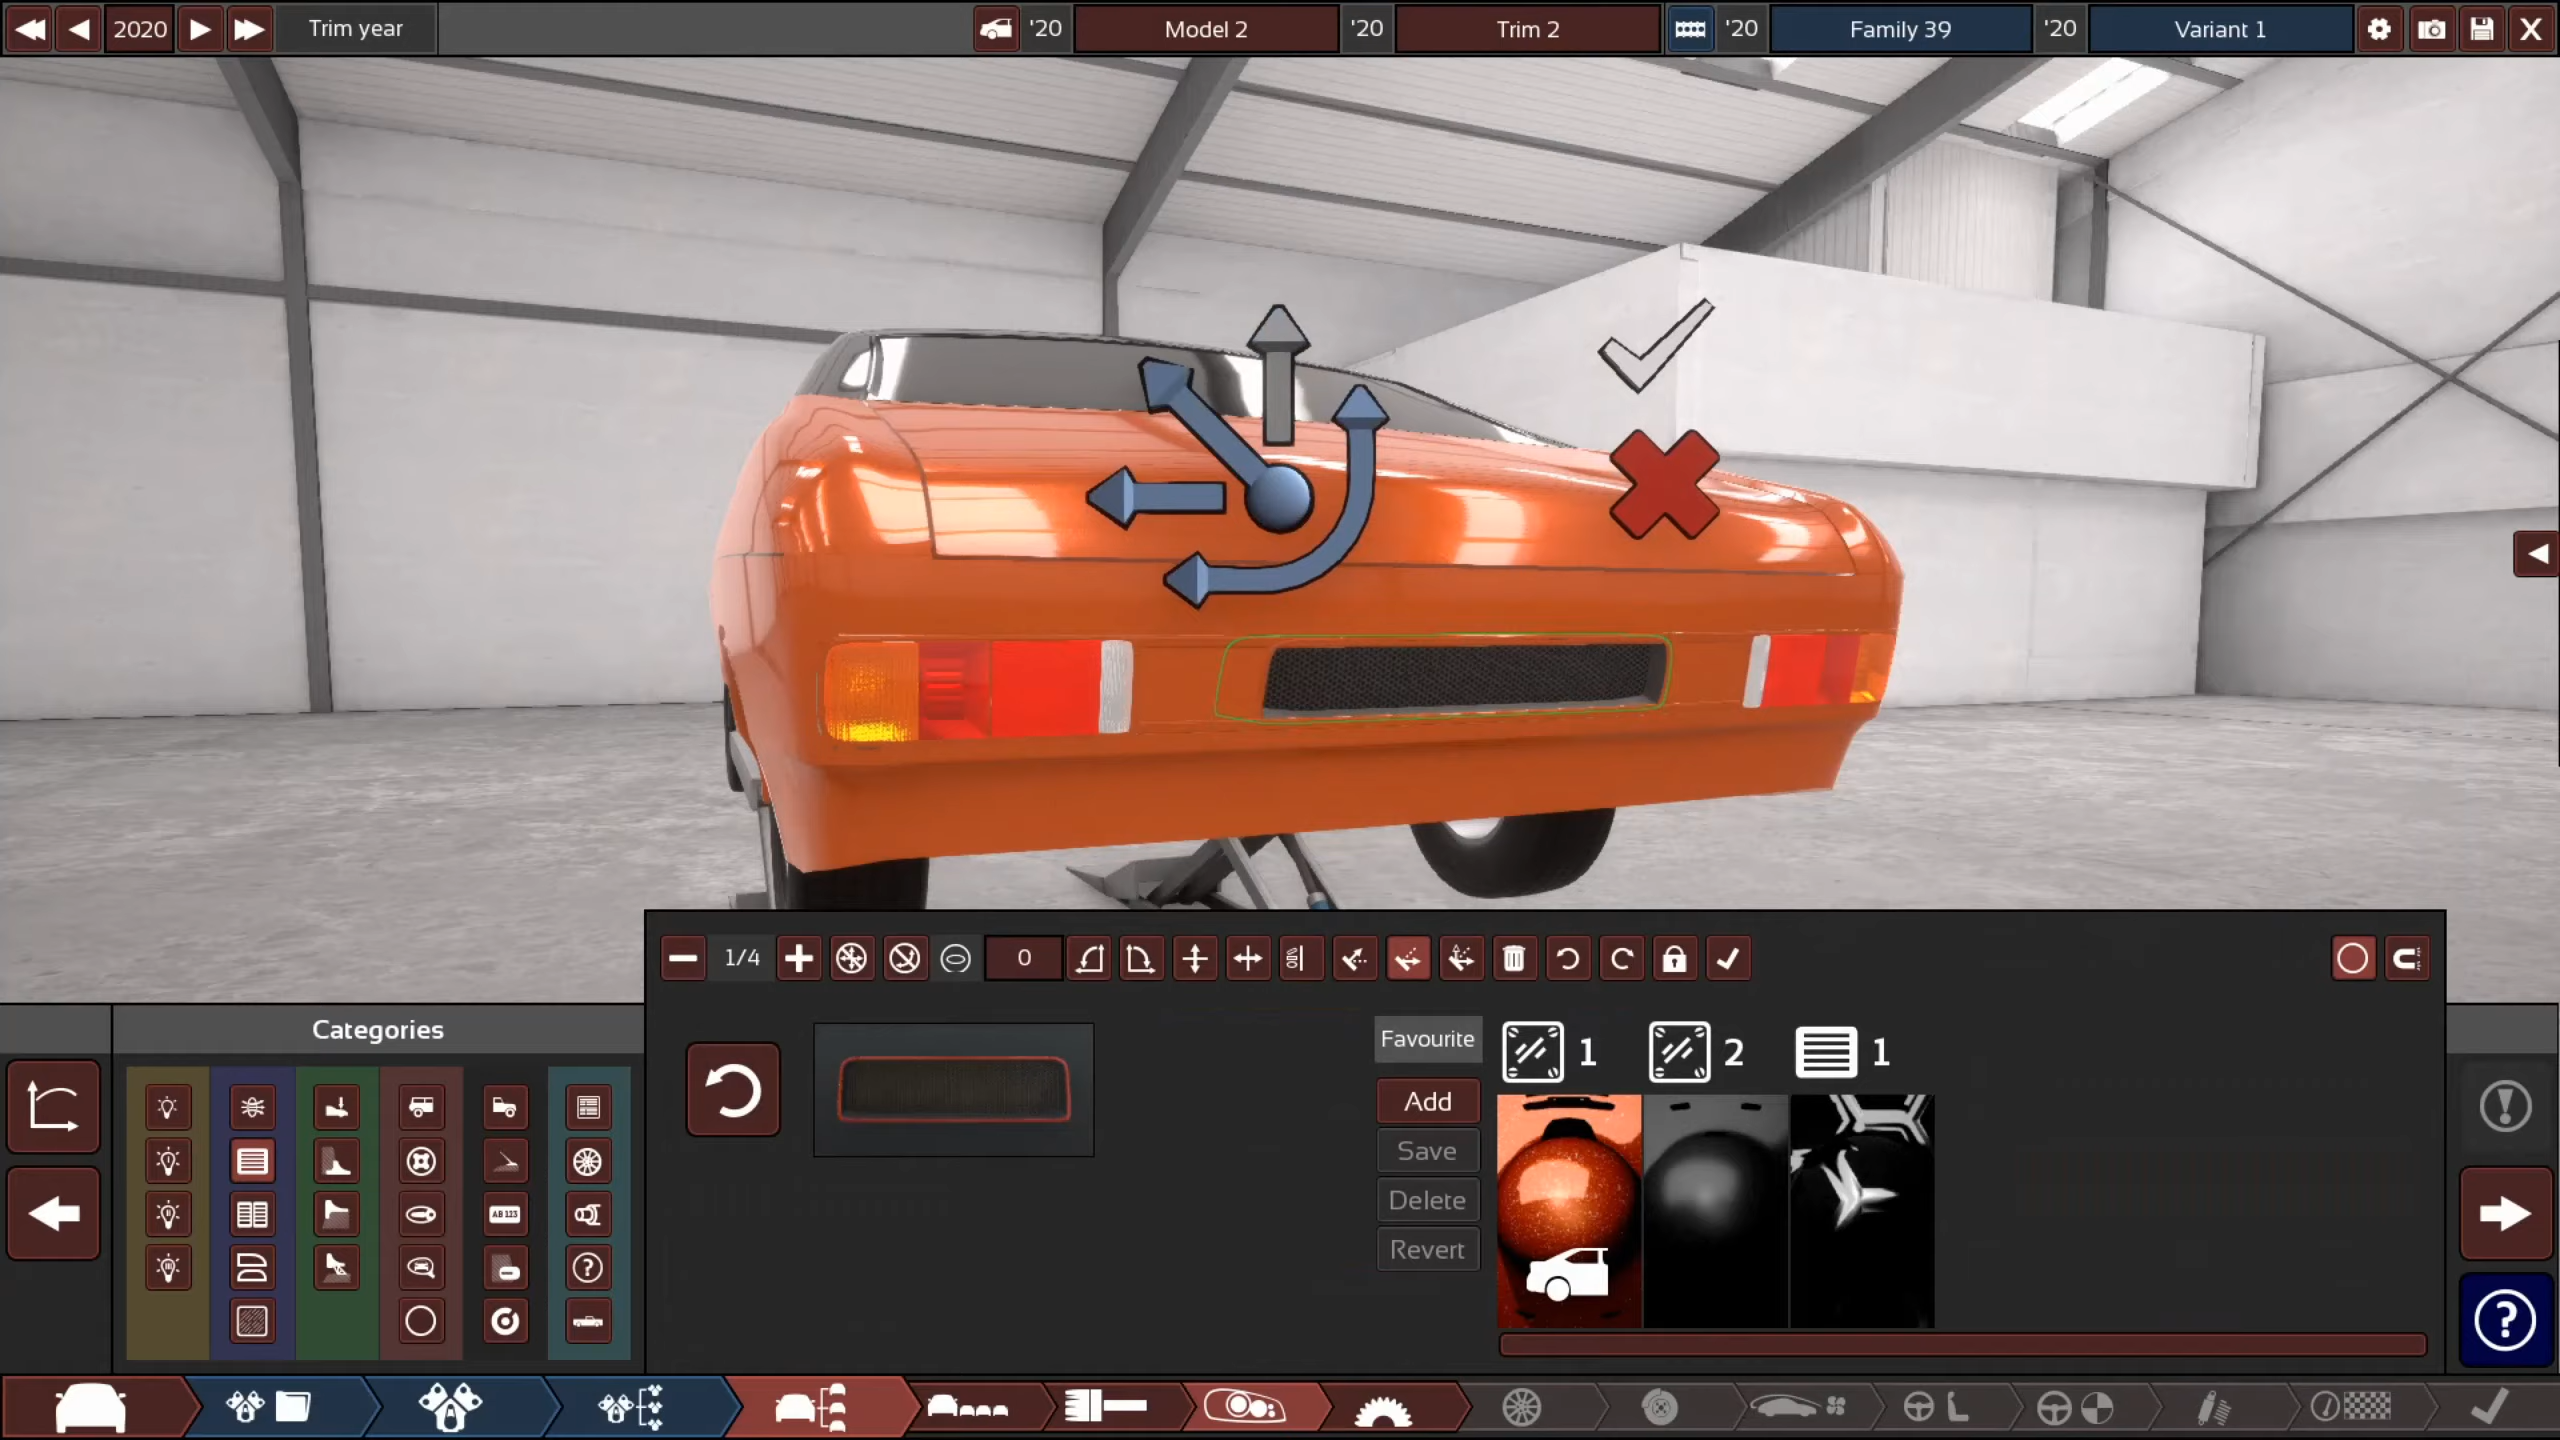 2020 Trim year '20 Model 2 '20 Trim 2 '20 Family 39 '20 Variant 1
1/4 0
Categories
AB 123
Favourite 1 2 1
Add
Save
Delete
Revert